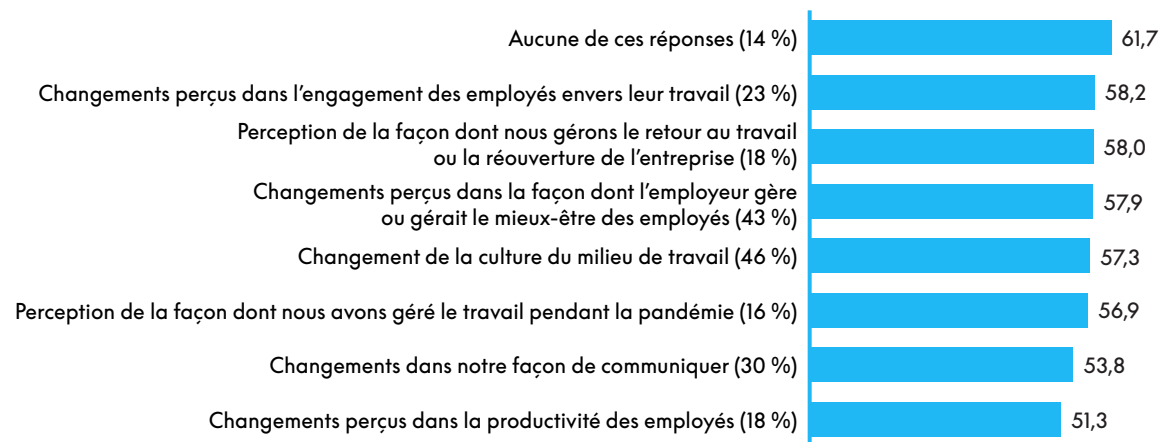 Aucune de ces réponses (14 %) 61,7
Changements perçus dans l’engagement des employés envers leur travail (23 %) 58,2
Perception de la façon dont nous gérons le retour au travail
ou la réouverture de l’entreprise (18 %) 58,0
Changements perçus dans la façon dont l’employeur gère
ou gérait le mieux-être des employés (43 %) 57,9
Changement de la culture du milieu de travail (46 %) 57,3
Perception de la façon dont nous avons géré le travail pendant la pandémie (16 %) 56,9
Changements dans notre façon de communiquer (30 %) 53,8
Changements perçus dans la productivité des employés (18 %) 51,3